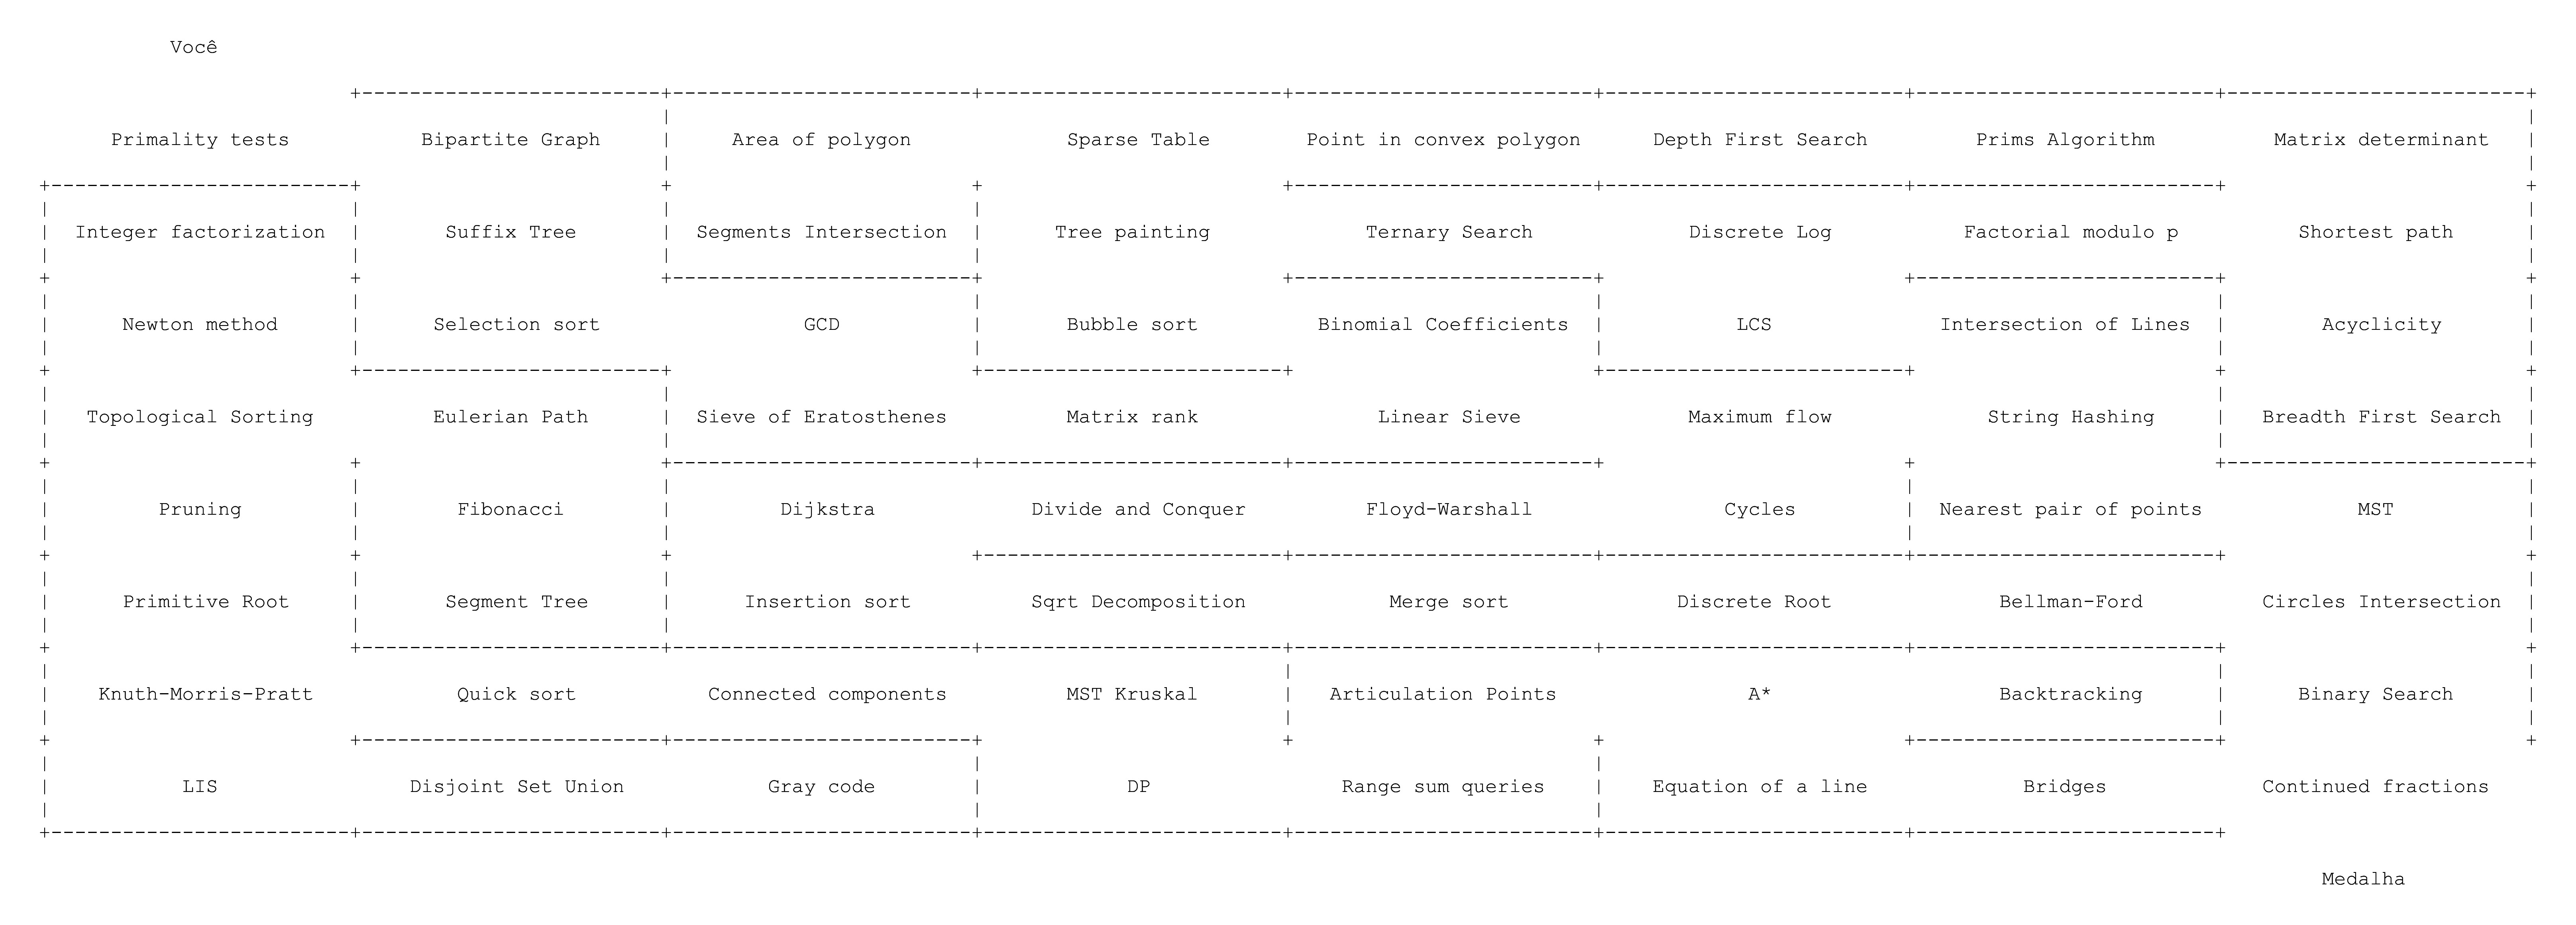 Você
Primality tests Bipartite Graph Area of polygon Sparse Table Point in convex polygon Depth First Search Prims Algorithm Matrix determinant
Integer factorization Suffix Tree Segments Intersection Tree painting Ternary Search Discrete Log Factorial modulo p Shortest path
Newton method Selection sort GCD Bubble sort Binomial Coefficients LCS Intersection of Lines Acyclicity
Topological Sorting Eulerian Path Sieve of Eratosthenes Matrix rank Linear Sieve Maximum flow String Hashing Breadth First Search
Pruning Fibonacci Dijkstra Divide and Conquer Floyd-Warshall Cycles Nearest pair of points MST
Primitive Root Segment Tree Insertion sort Sqrt Decomposition Merge sort Discrete Root Bellman-Ford Circles Intersection
Knuth-Morris-Pratt Quick sort Connected components MST Kruskal Articulation Points A* Backtracking Binary Search
LIS Disjoint Set Union Gray code DP Range sum queries Equation of a line Bridges Continued fractions
Medalha